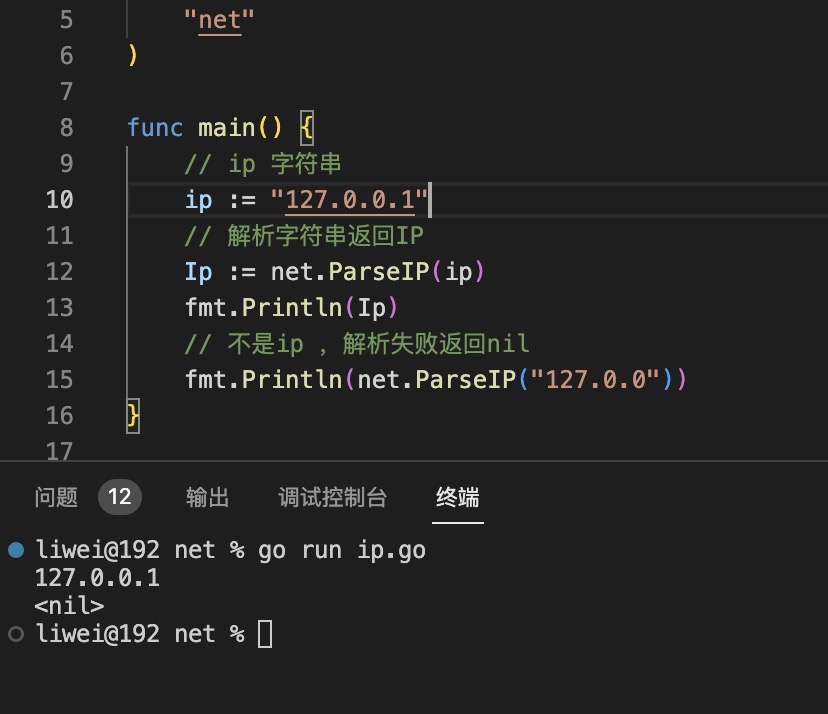 5 "net"
6 )
7
8 func main() {
9 // ip 字符串
10 ip := "127.0.0.1"
11 // 解析字符串返回IP
12 Ip := net.ParseIP(ip)
13 fmt.Println(Ip)
14 // 不是ip ，解析失败返回nil
15 fmt.Println(net.ParseIP("127.0.0"))
16 }
17
问题 12 输出 调试控制台 终端
liwei@192 net % go run ip.go
127.0.0.1
<nil>
liwei@192 net %